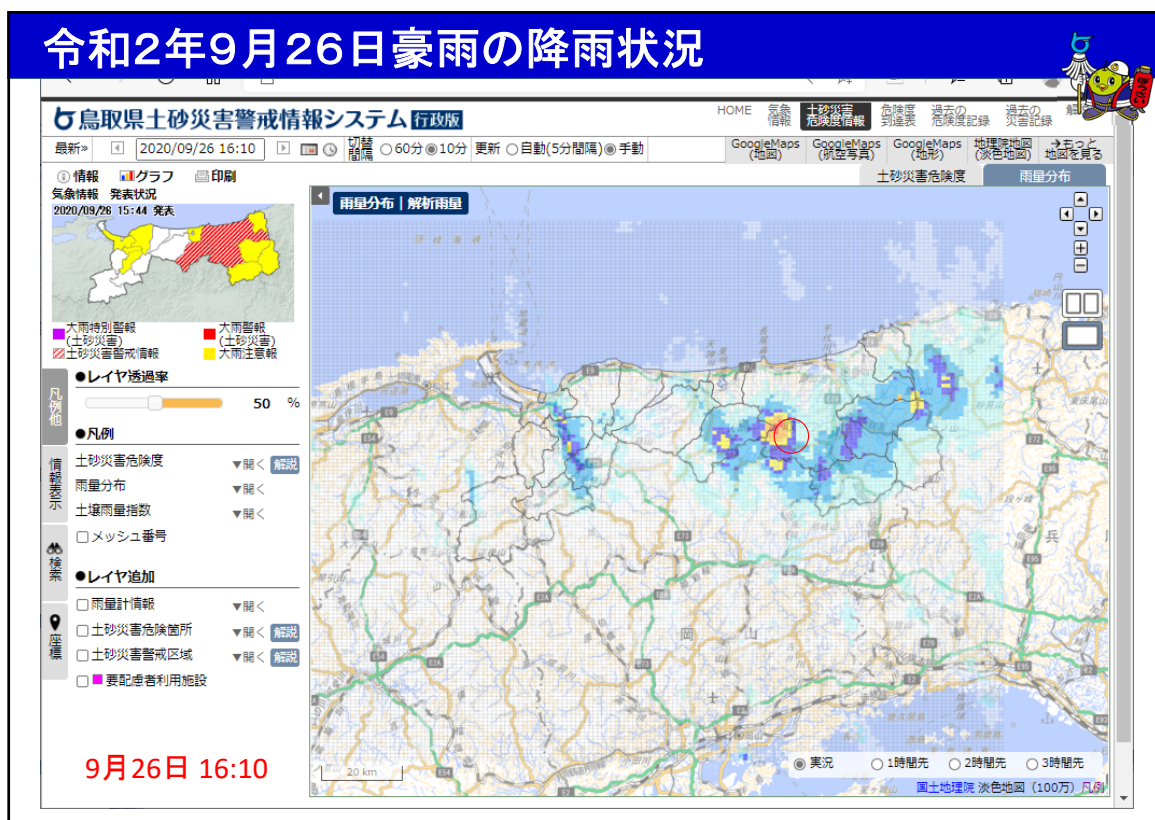 令和2年9月26日豪雨の降雨状況
鳥取県土砂災害警戒情報システム 行政版
HOME 気象情報 土砂災害危険度情報 危険度到達表 過去の危険度記録 過去の災害記録
最新» 2020/09/26 16:10 切替間隔 60分 10分 更新 自動(5分間隔) 手動
GoogleMaps(地図) GoogleMaps(航空写真) GoogleMaps(地形) 地理院地図(淡色地図) →もっと地図を見る
情報 グラフ 印刷
土砂災害危険度 雨量分布
気象情報 発表状況
2020/09/26 15:44 発表
雨量分布 | 解析雨量
大雨特別警報(土砂災害) 大雨警報(土砂災害)
土砂災害警戒情報 大雨注意報
凡例他
●レイヤ透過率
50 %
●凡例
情報表示
土砂災害危険度 ▼開く 解説
雨量分布 ▼開く
土壌雨量指数 ▼開く
メッシュ番号
検索
●レイヤ追加
雨量計情報 ▼開く
座標
土砂災害危険箇所 ▼開く 解説
土砂災害警戒区域 ▼開く 解説
要配慮者利用施設
岡 山
兵
9月26日 16:10
20 km
実況 1時間先 2時間先 3時間先
国土地理院 淡色地図（100万）凡例